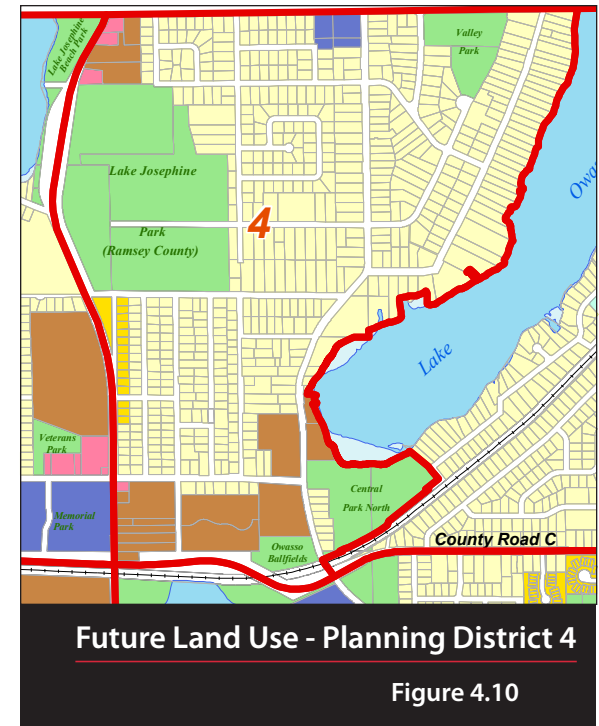 Lake Josephine
Beach Park
Valley
Park
Lake Josephine
Park
(Ramsey County)
4
Lake
Veterans
Park
Memorial
Park
Central
Park North
Owasso
Ballfields
County Road C
Future Land Use - Planning District 4
Figure 4.10